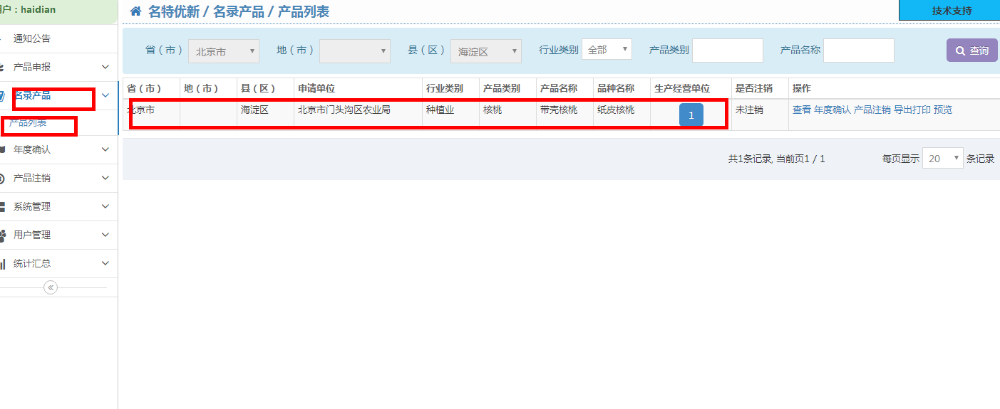 户：haidian
名特优新 / 名录产品 / 产品列表
技术支持
通知公告
产品申报
名录产品
产品列表
年度确认
产品注销
系统管理
用户管理
统计汇总
省（市） 北京市 地（市） 县（区） 海淀区 行业类别 全部 产品类别 产品名称 查询
省（市） 地（市） 县（区） 申请单位 行业类别 产品类别 产品名称 品种名称 生产经营单位 是否注销 操作
北京市 海淀区 北京市门头沟区农业局 种植业 核桃 带壳核桃 纸皮核桃 1 未注销 查看 年度确认 产品注销 导出打印 预览
共1条记录, 当前页1 / 1 每页显示 20 条记录